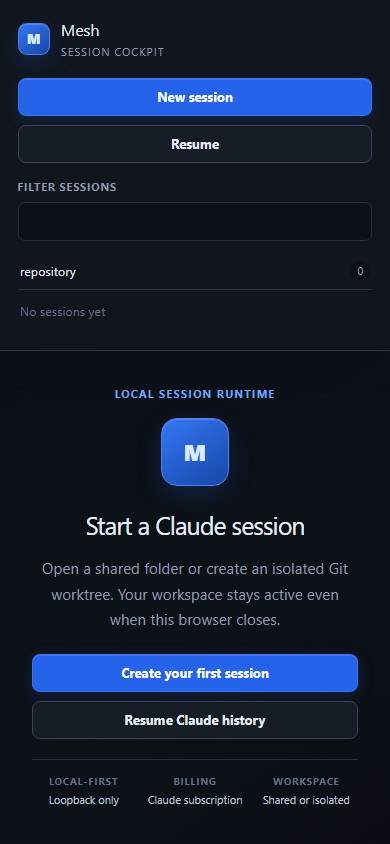 M
Mesh
SESSION COCKPIT
New session
Resume
FILTER SESSIONS
repository 0
No sessions yet
LOCAL SESSION RUNTIME
M
Start a Claude session
Open a shared folder or create an isolated Git
worktree. Your workspace stays active even
when this browser closes.
Create your first session
Resume Claude history
LOCAL-FIRST BILLING WORKSPACE
Loopback only Claude subscription Shared or isolated